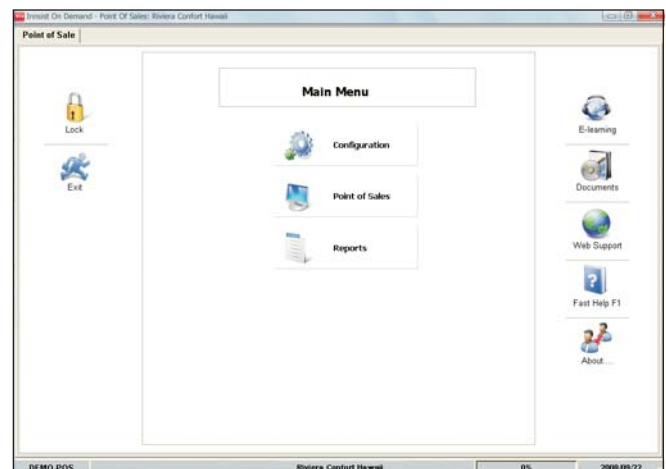 Innsist On Demand - Point Of Sales: Riviera Confort Hawaii
Point of Sale
Main Menu
Lock
Exit
Configuration
Point of Sales
Reports
E-learning
Documents
Web Support
Fast Help F1
About...
DEMO POS
Riviera Confort Hawaii
0%
2008/09/22